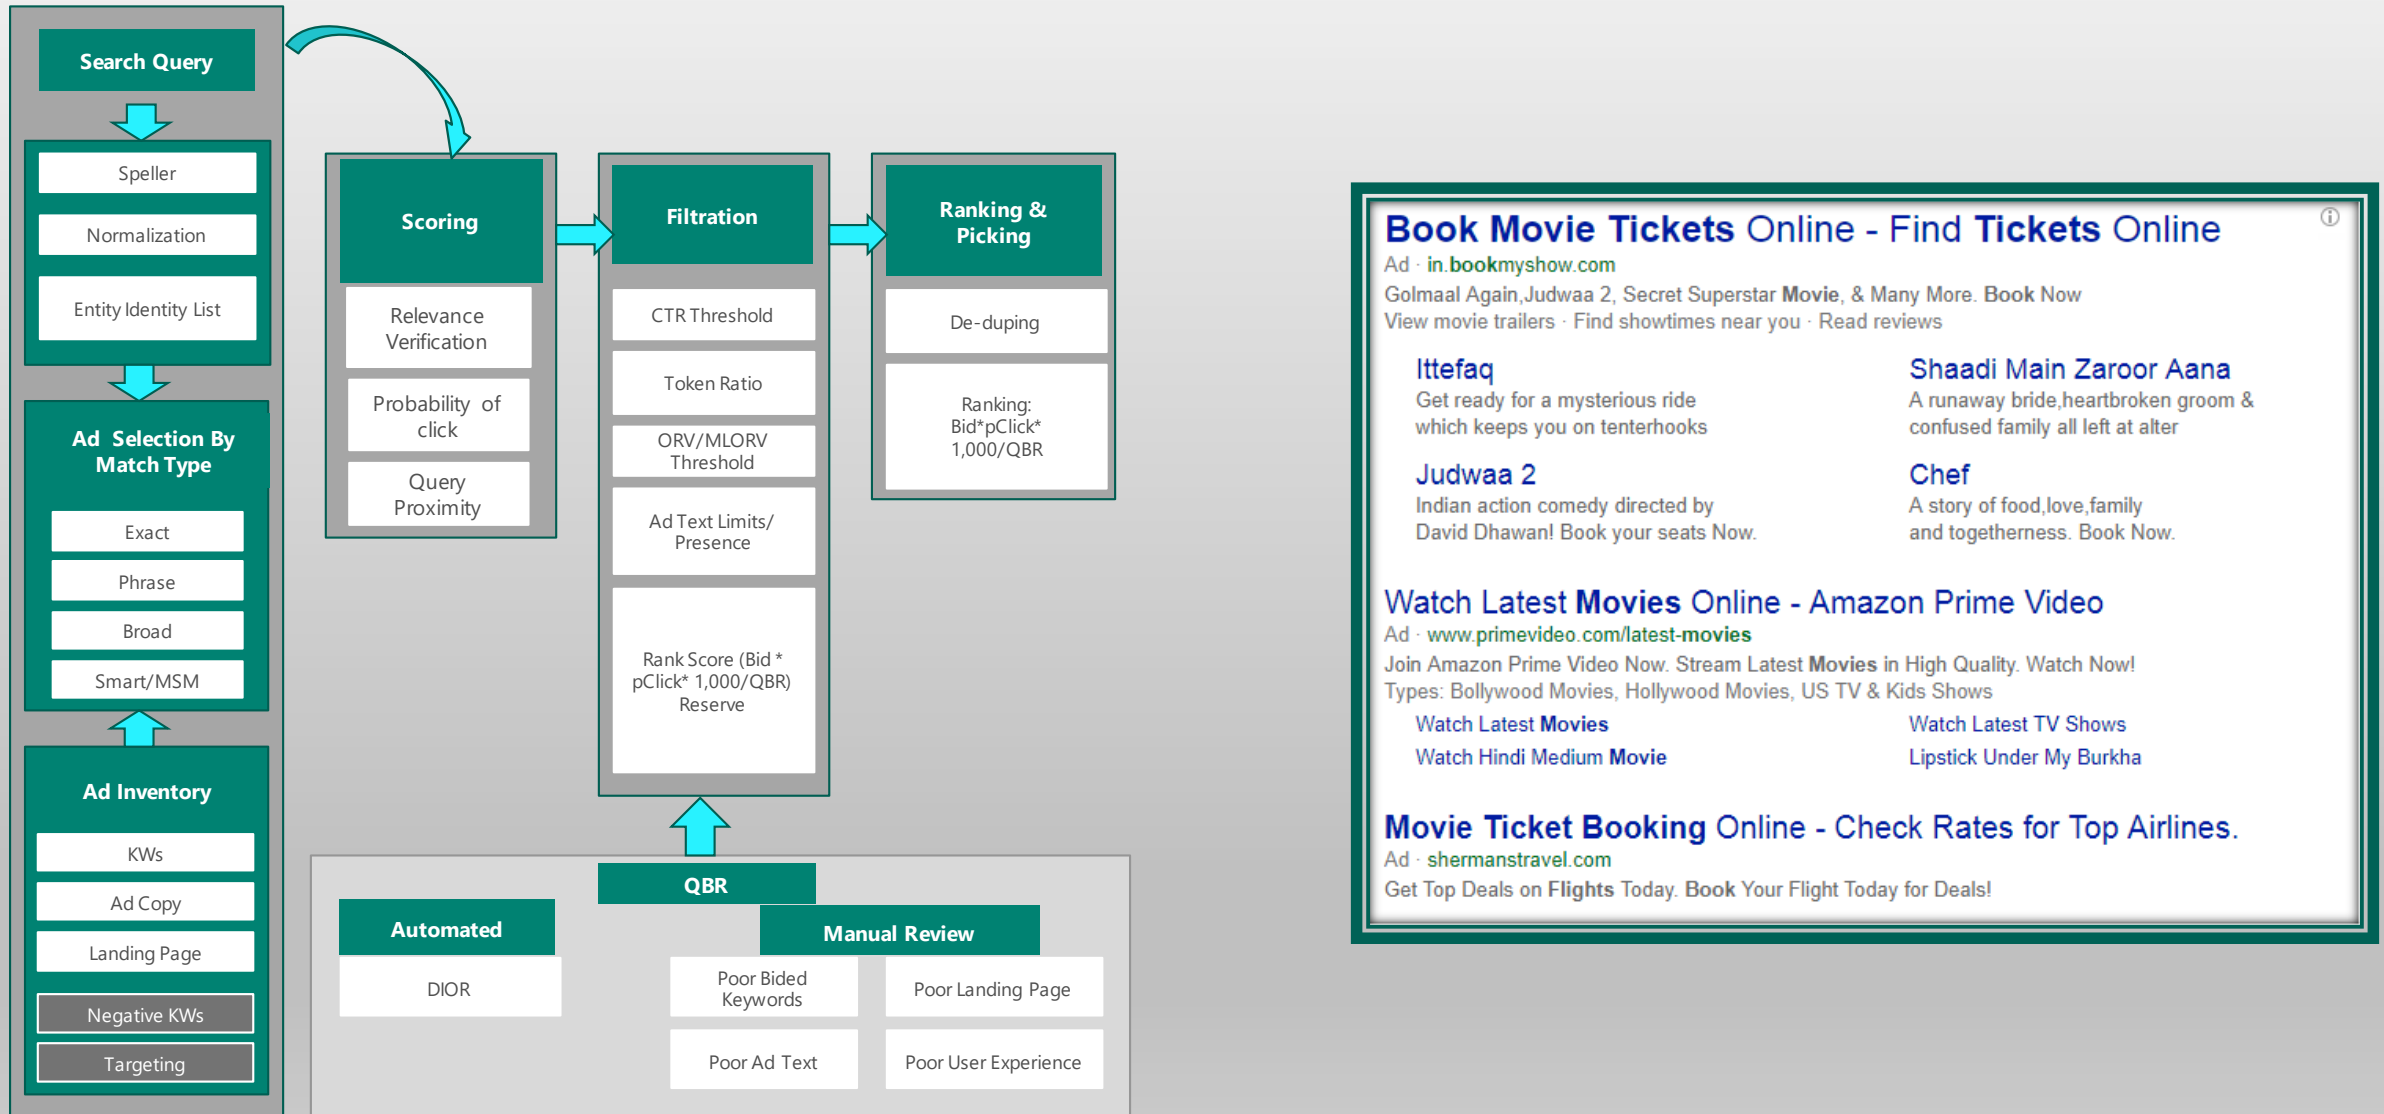 Search Query
Speller
Normalization
Entity Identity List
Ad Selection By
Match Type
Exact
Phrase
Broad
Smart/MSM
Ad Inventory
KWs
Ad Copy
Landing Page
Negative KWs
Targeting
Scoring
Relevance
Verification
Probability of
click
Query
Proximity
Filtration
CTR Threshold
Token Ratio
ORV/MLORV
Threshold
Ad Text Limits/
Presence
Rank Score (Bid *
pClick* 1,000/QBR)
Reserve
Ranking &
Picking
De-duping
Ranking:
Bid*pClick*
1,000/QBR
QBR
Automated
DIOR
Manual Review
Poor Bided
Keywords
Poor Landing Page
Poor Ad Text
Poor User Experience
Book Movie Tickets Online - Find Tickets Online
Ad · in.bookmyshow.com
Golmaal Again,Judwaa 2, Secret Superstar Movie, & Many More. Book Now
View movie trailers · Find showtimes near you · Read reviews
Ittefaq
Get ready for a mysterious ride
which keeps you on tenterhooks
Shaadi Main Zaroor Aana
A runaway bride,heartbroken groom &
confused family all left at alter
Judwaa 2
Indian action comedy directed by
David Dhawan! Book your seats Now.
Chef
A story of food,love,family
and togetherness. Book Now.
Watch Latest Movies Online - Amazon Prime Video
Ad · www.primevideo.com/latest-movies
Join Amazon Prime Video Now. Stream Latest Movies in High Quality. Watch Now!
Types: Bollywood Movies, Hollywood Movies, US TV & Kids Shows
Watch Latest Movies
Watch Latest TV Shows
Watch Hindi Medium Movie
Lipstick Under My Burkha
Movie Ticket Booking Online - Check Rates for Top Airlines.
Ad · shermanstravel.com
Get Top Deals on Flights Today. Book Your Flight Today for Deals!